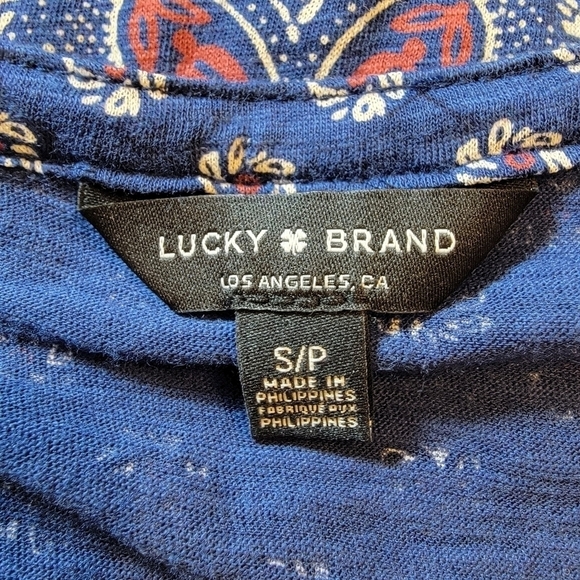 LUCKY BRAND
LOS ANGELES, CA
S/P
MADE IN
PHILIPPINES
FABRIQUE AUX
PHILIPPINES